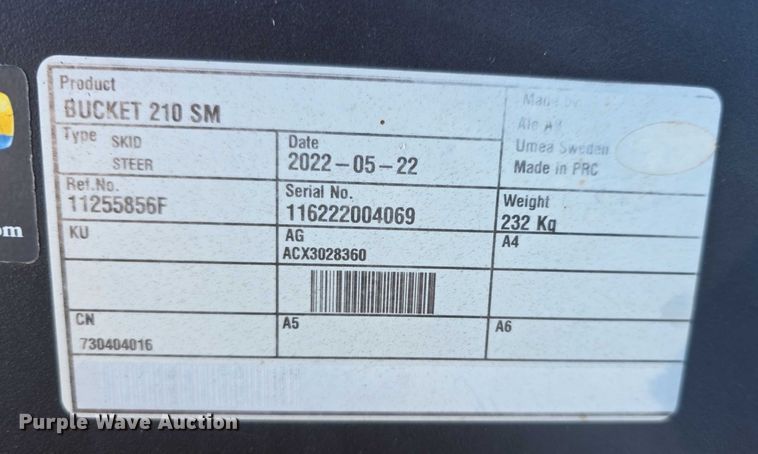 Product
BUCKET 210 SM
Made by
Umea Sweden
Made in PRC
Type SKID
STEER
Date
2022-05-22
Ref.No.
11255856F
Serial No.
116222004069
Weight
232 Kg
KU
AG
ACX3028360
A4
CN
730404016
A5
A6
om
Purple Wave Auction